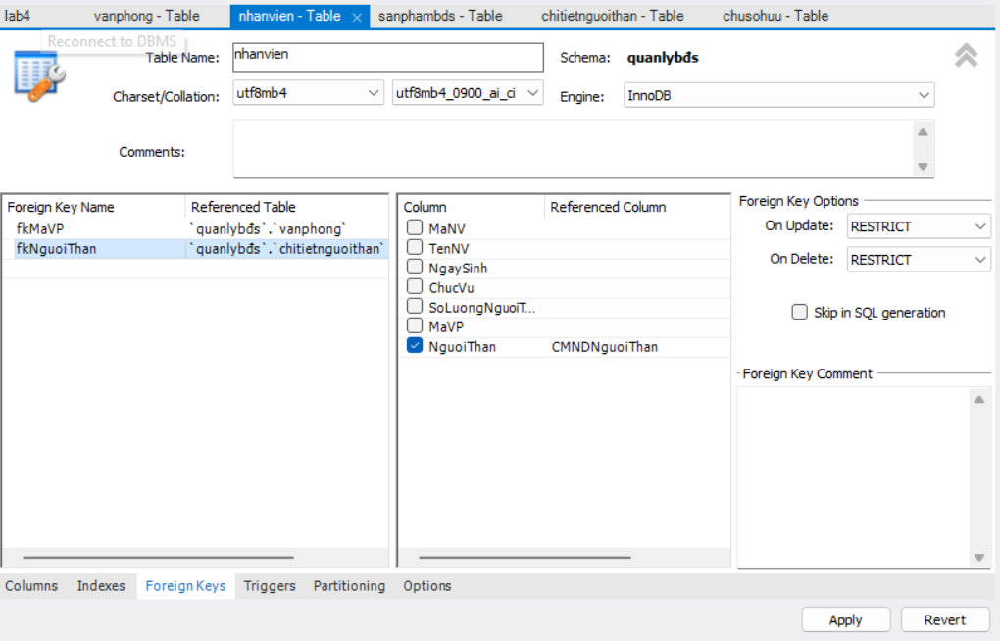 lab4 vanphong - Table nhanvien - Table × sanphambds - Table chitietnguoithan - Table chusohuu - Table
Reconnect to DBMS
Table Name: nhanvien Schema: quanlybđs
Charset/Collation: utf8mb4 utf8mb4_0900_ai_ci Engine: InnoDB
Comments:
Foreign Key Name Referenced Table
fkMaVP `quanlybđs`.`vanphong`
fkNguoiThan `quanlybđs`.`chitietnguoithan`
Column Referenced Column
MaNV
TenNV
NgaySinh
ChucVu
SoLuongNguoiT...
MaVP
NguoiThan CMNDNguoiThan
Foreign Key Options
On Update: RESTRICT
On Delete: RESTRICT
Skip in SQL generation
Foreign Key Comment
Columns Indexes Foreign Keys Triggers Partitioning Options
Apply Revert